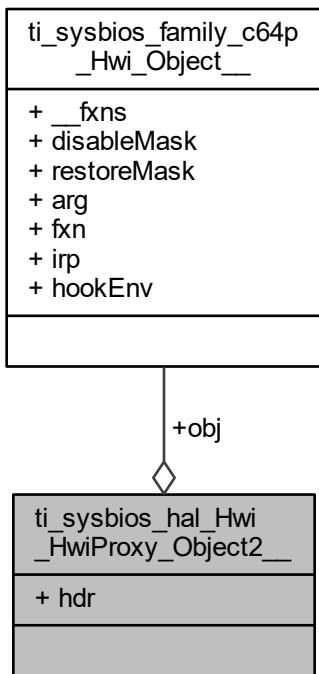 ti_sysbios_family_c64p
_Hwi_Object__
+ __fxns
+ disableMask
+ restoreMask
+ arg
+ fxn
+ irp
+ hookEnv
+obj
ti_sysbios_hal_Hwi
_HwiProxy_Object2__
+ hdr